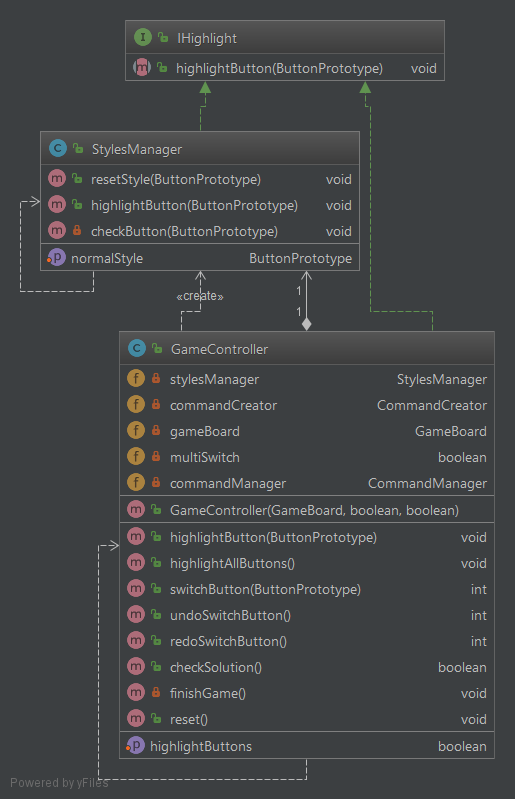 I IHighlight
m highlightButton(ButtonPrototype) void
C StylesManager
m resetStyle(ButtonPrototype) void
m highlightButton(ButtonPrototype) void
m checkButton(ButtonPrototype) void
p normalStyle ButtonPrototype
«create» 1
1
C GameController
f stylesManager StylesManager
f commandCreator CommandCreator
f gameBoard GameBoard
f multiSwitch boolean
f commandManager CommandManager
m GameController(GameBoard, boolean, boolean)
m highlightButton(ButtonPrototype) void
m highlightAllButtons() void
m switchButton(ButtonPrototype) int
m undoSwitchButton() int
m redoSwitchButton() int
m checkSolution() boolean
m finishGame() void
m reset() void
p highlightButtons boolean
Powered by yFiles